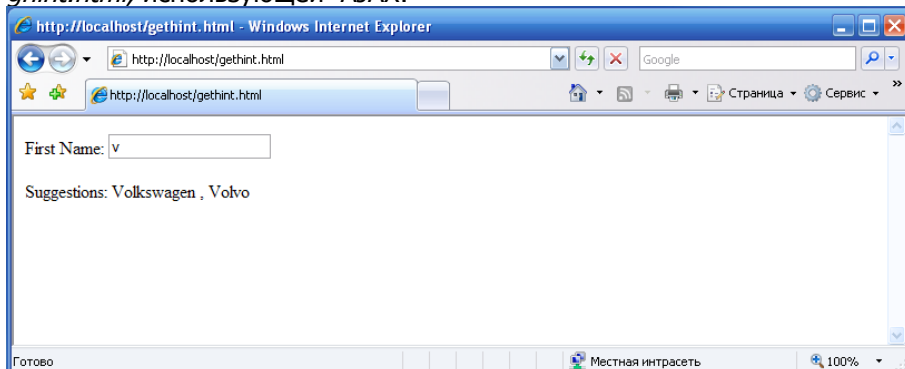 ghint.html) использующей AJAX.
http://localhost/gethint.html - Windows Internet Explorer
http://localhost/gethint.html
Google
http://localhost/gethint.html
Страница
Сервис
»
First Name: v
Suggestions: Volkswagen , Volvo
Готово
Местная интрасеть
100%